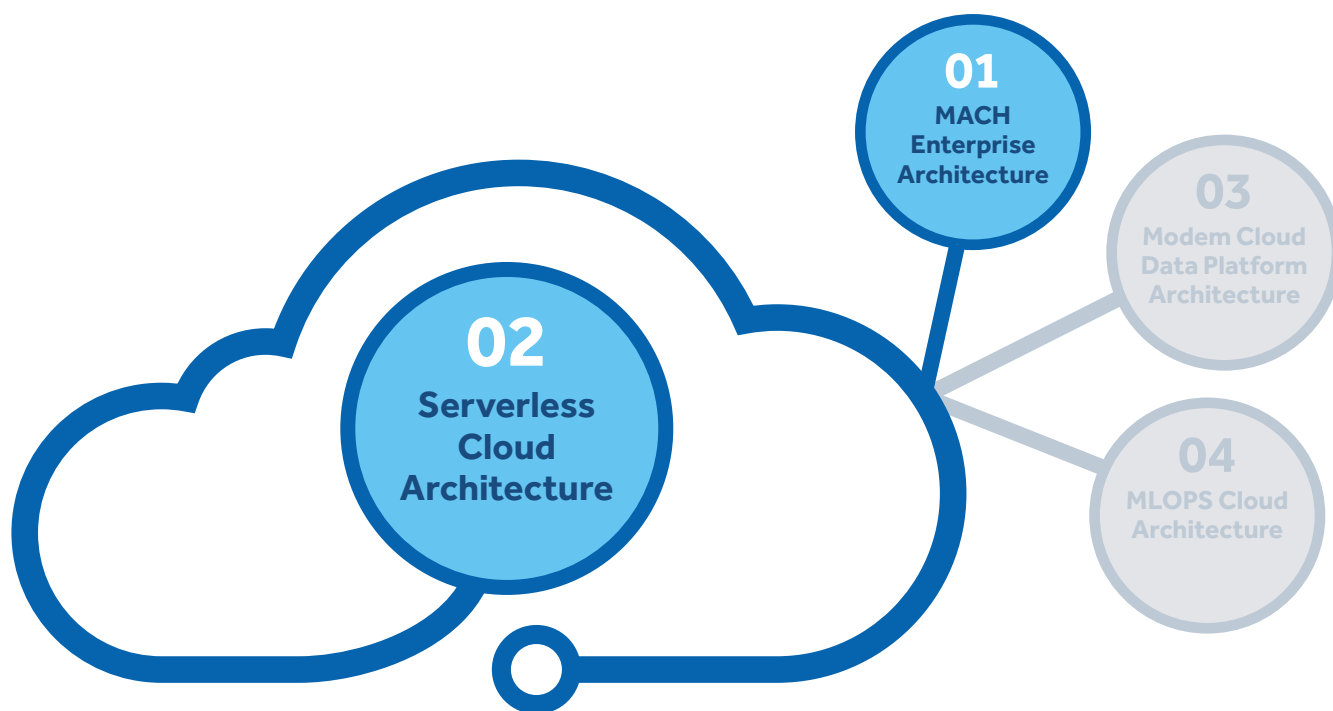 01
MACH
Enterprise
Architecture
02
Serverless
Cloud
Architecture
03
Modem Cloud
Data Platform
Architecture
04
MLOPS Cloud
Architecture